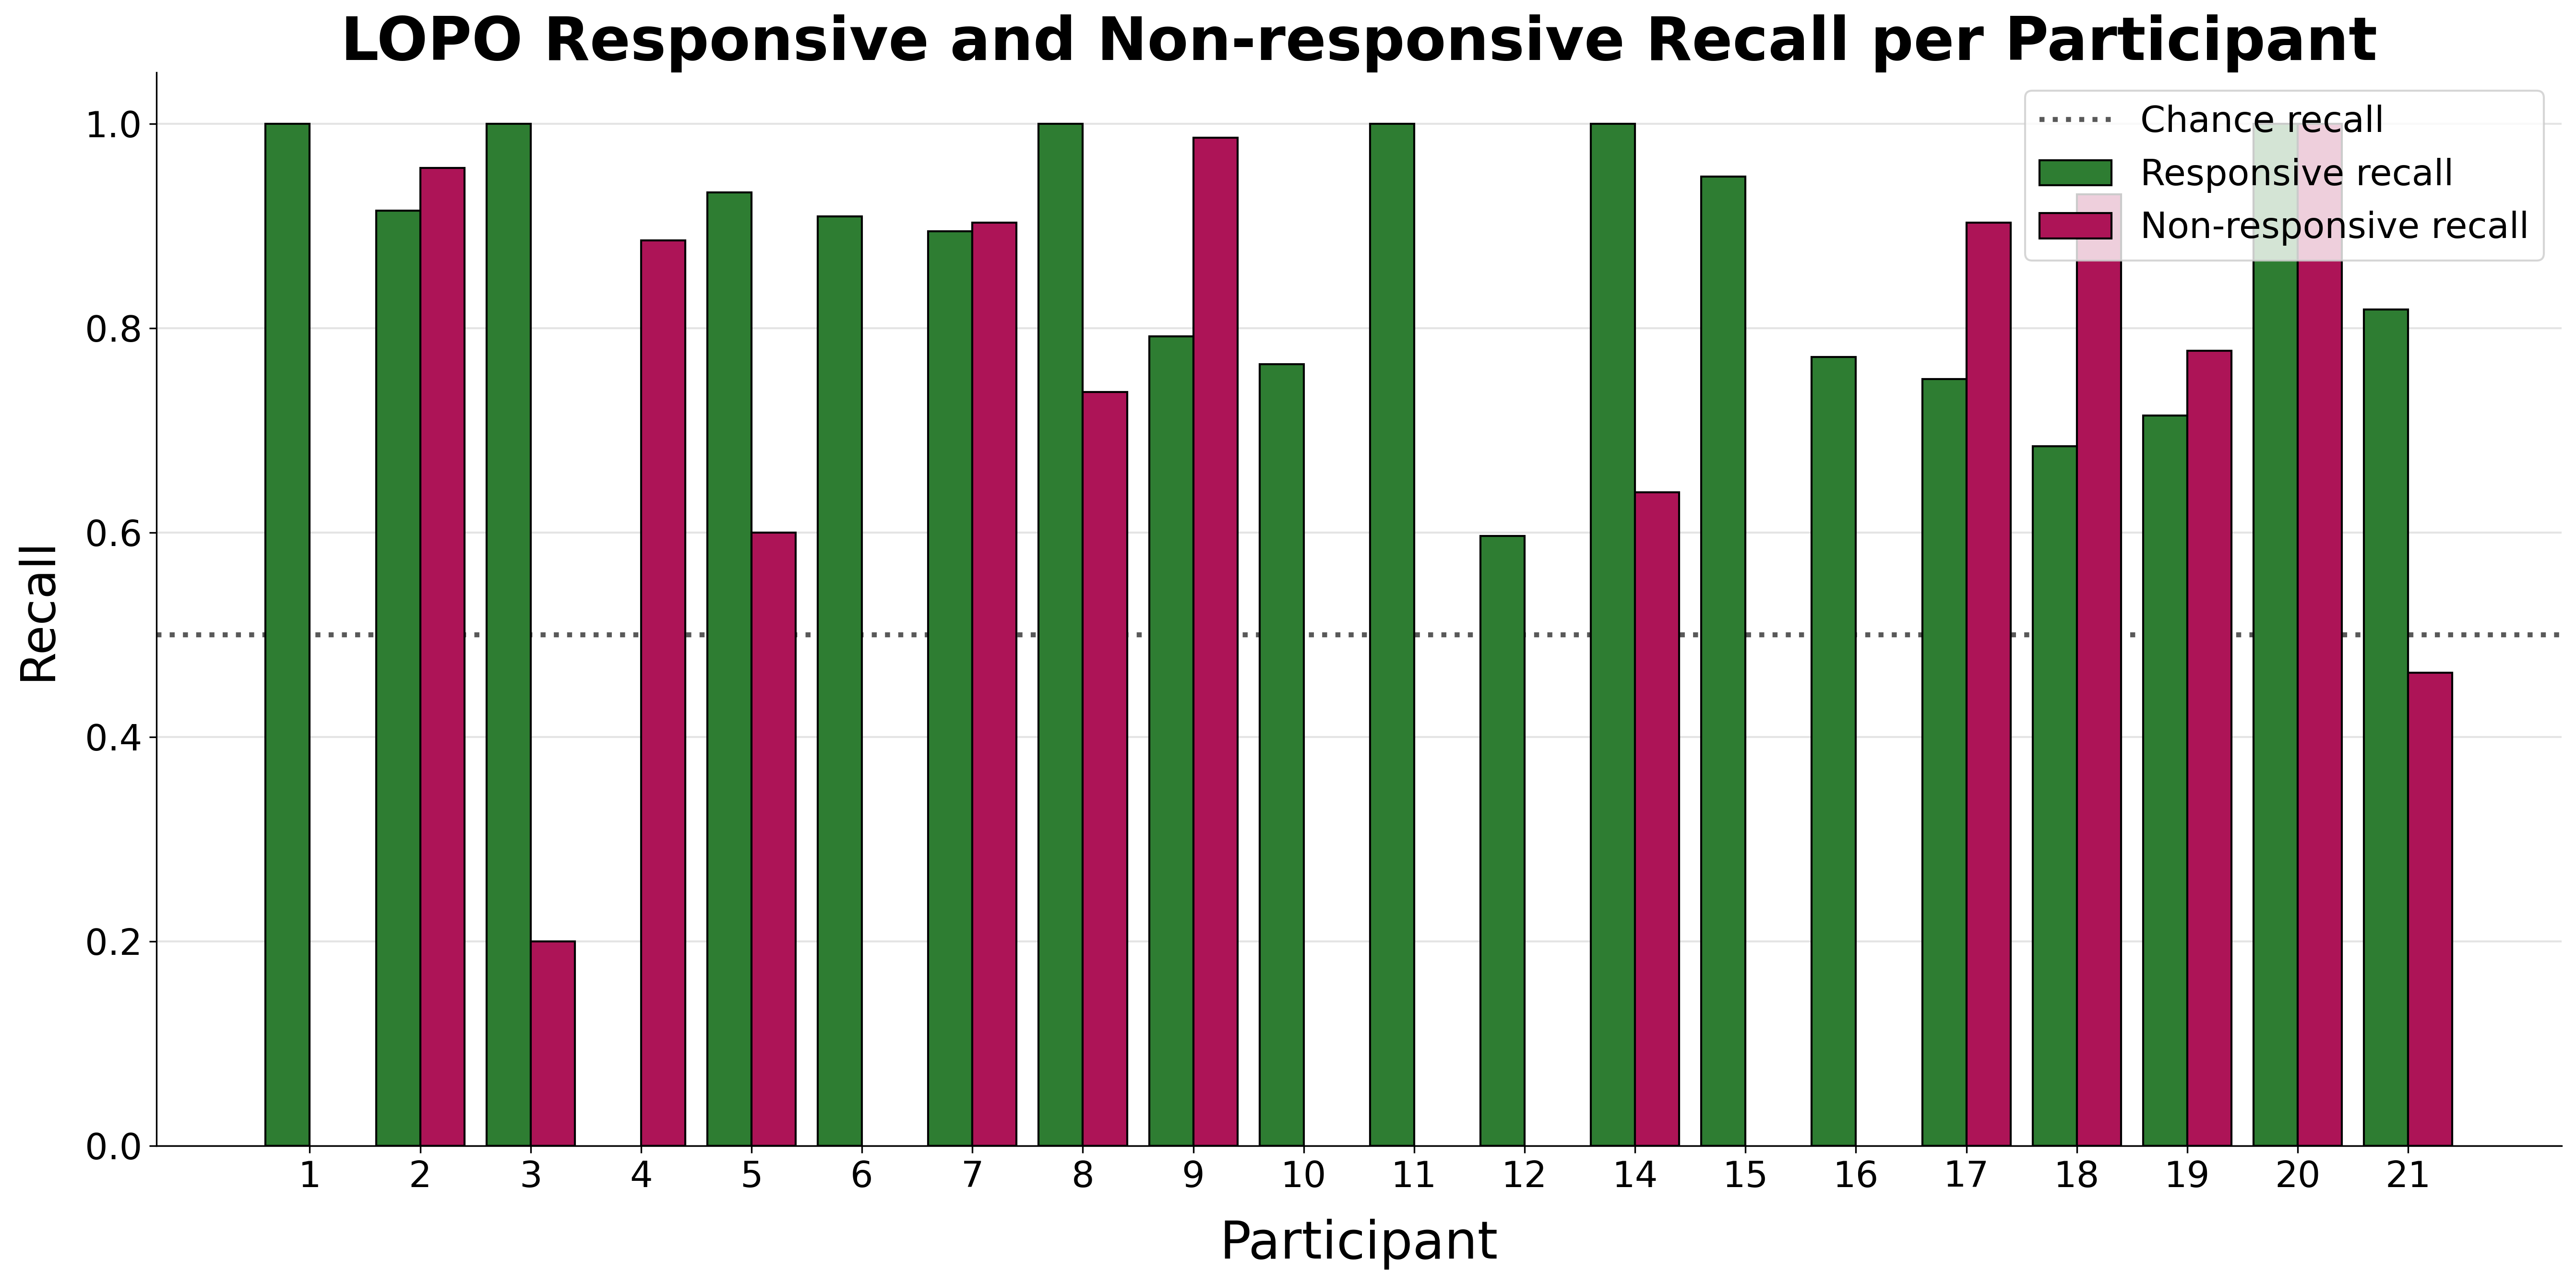 LOPO Responsive and Non-responsive Recall per Participant
Chance recall
Responsive recall
Non-responsive recall
1.0
0.8
0.6
0.4
0.2
0.0
Recall
1 2 3 4 5 6 7 8 9 10 11 12 14 15 16 17 18 19 20 21
Participant